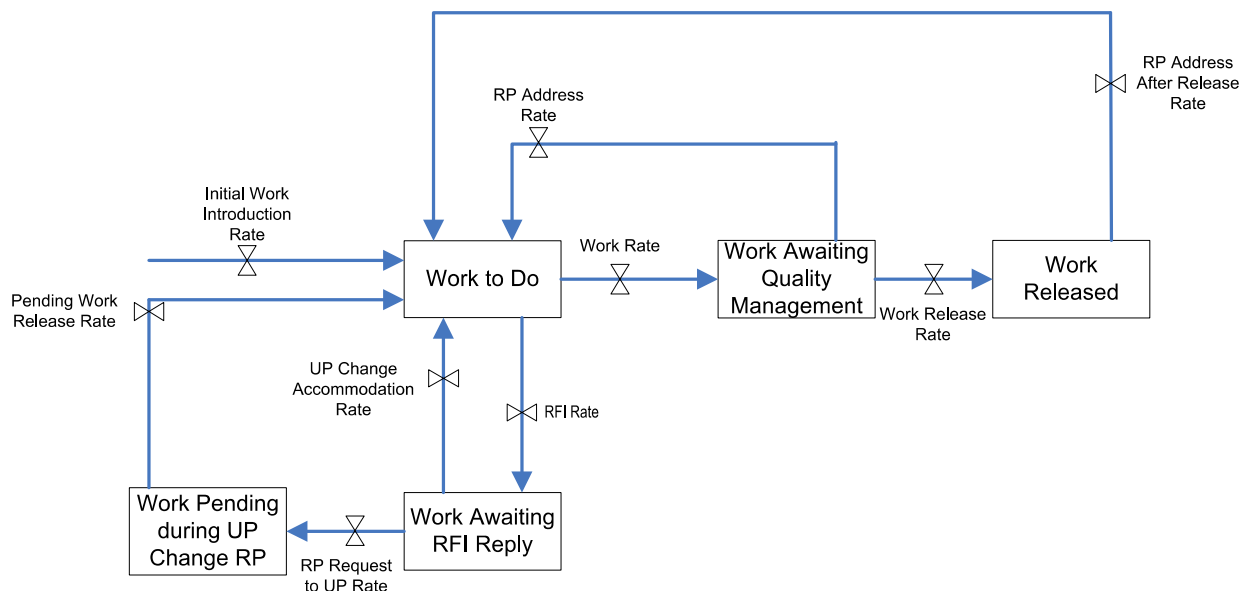 RP Address
After Release
Rate
RP Address
Rate
Initial Work
Introduction
Rate
Work Rate
Work to Do
Work Awaiting
Quality
Management
Work
Released
Pending Work
Release Rate
Work Release
Rate
UP Change
Accommodation
Rate
RFI Rate
Work Pending
during UP
Change RP
Work Awaiting
RFI Reply
RP Request
to UP Rate